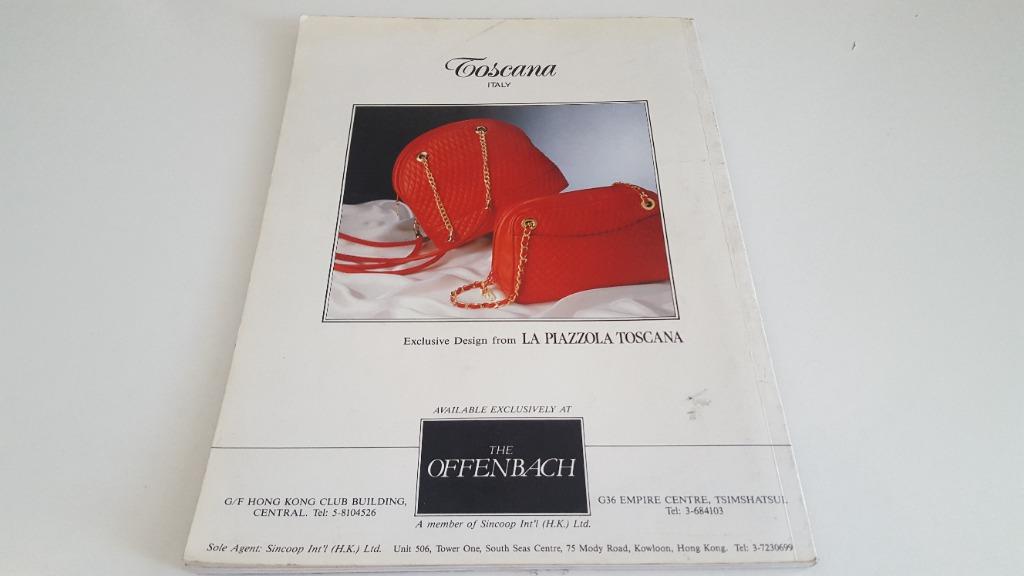 Toscana
ITALY
Exclusive Design from LA PIAZZOLA TOSCANA
AVAILABLE EXCLUSIVELY AT
THE
OFFENBACH
G/F HONG KONG CLUB BUILDING,
CENTRAL. Tel: 5-8104526
G36 EMPIRE CENTRE, TSIMSHATSUI.
Tel: 3-684103
A member of Sincoop Int'l (H.K.) Ltd.
Sole Agent: Sincoop Int'l (H.K.) Ltd. Unit 506, Tower One, South Seas Centre, 75 Mody Road, Kowloon, Hong Kong. Tel: 3-7230699